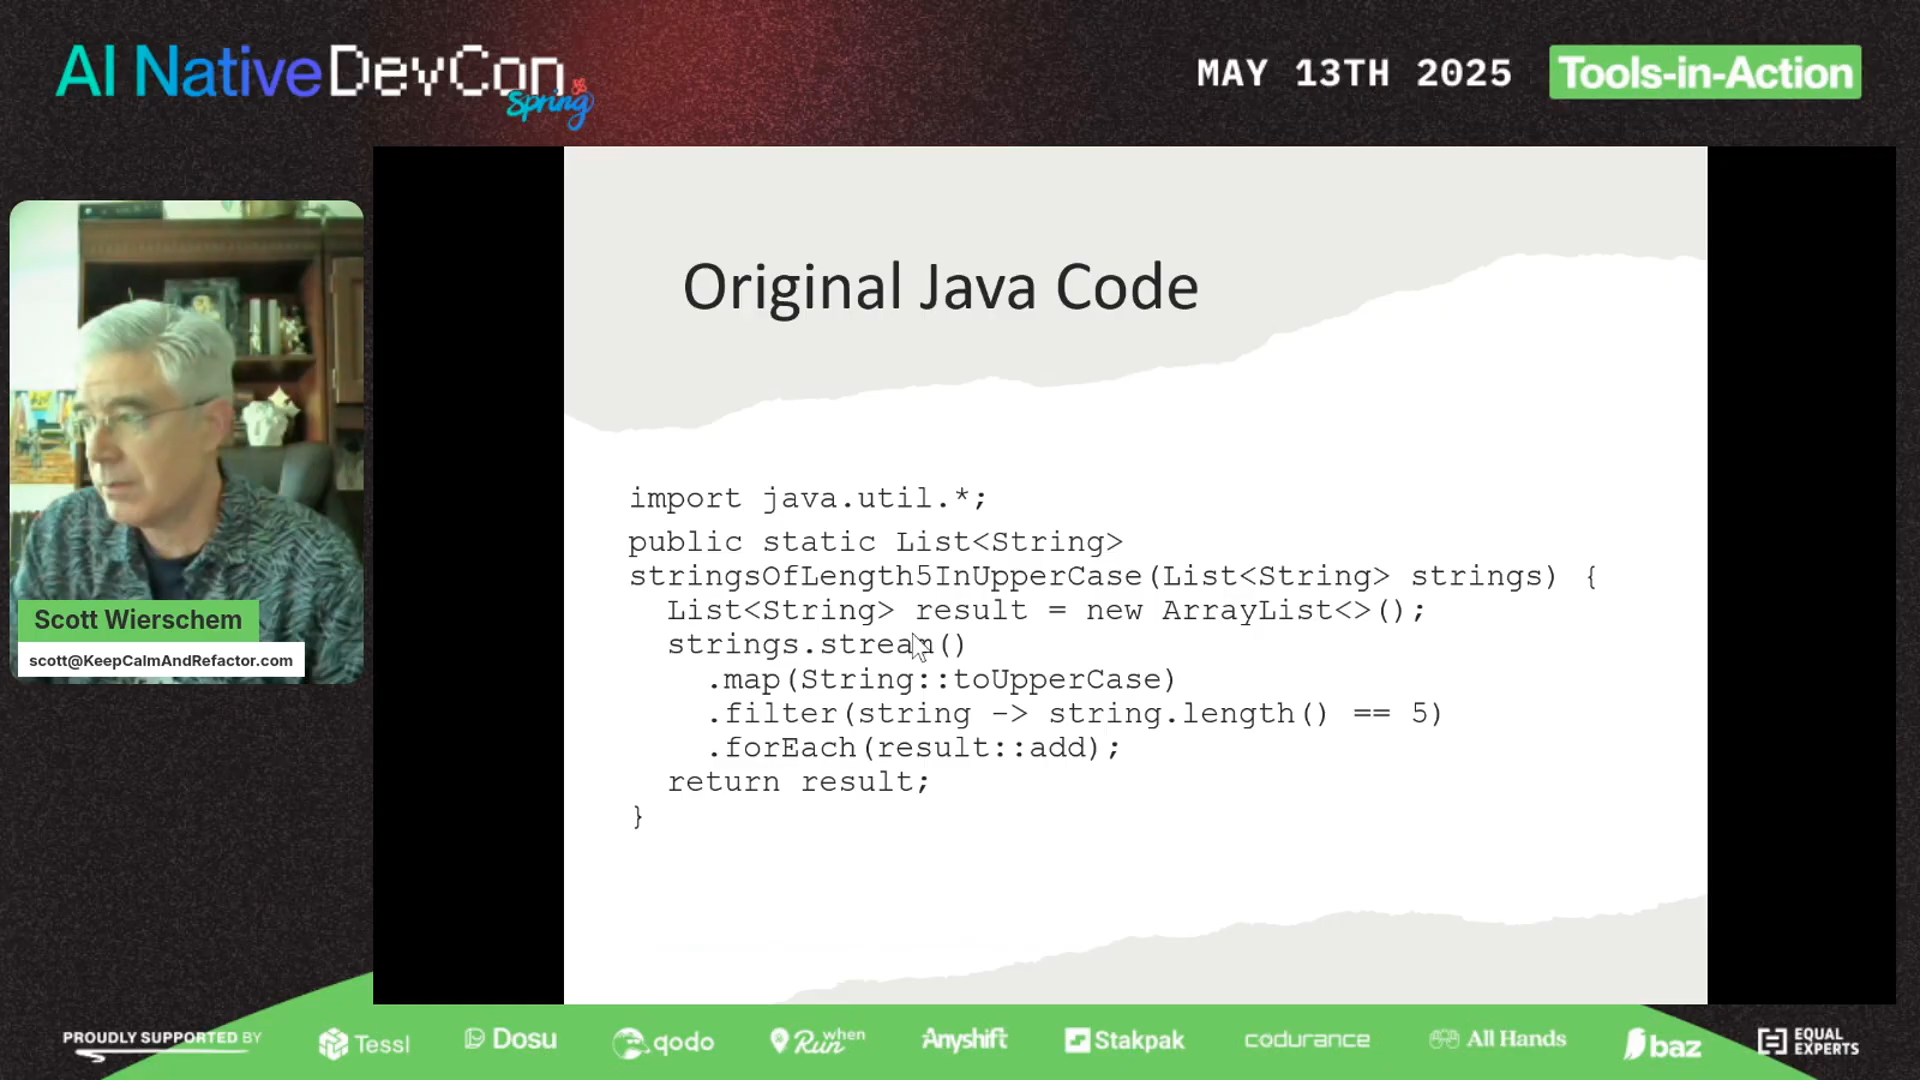 AI Native DevCon
Spring
MAY 13TH 2025
Tools-in-Action
Original Java Code
import java.util.*;
public static List<String>
stringsOfLength5InUpperCase(List<String> strings) {
List<String> result = new ArrayList<>();
strings.stream()
.map(String::toUpperCase)
.filter(string -> string.length() == 5)
.forEach(result::add);
return result;
}
Scott Wierschem
scott@KeepCalmAndRefactor.com
PROUDLY SUPPORTED BY
Tessl
Dosu
qodo
Run when
Anyshift
Stakpak
codurance
All Hands
baz
EQUAL
EXPERTS